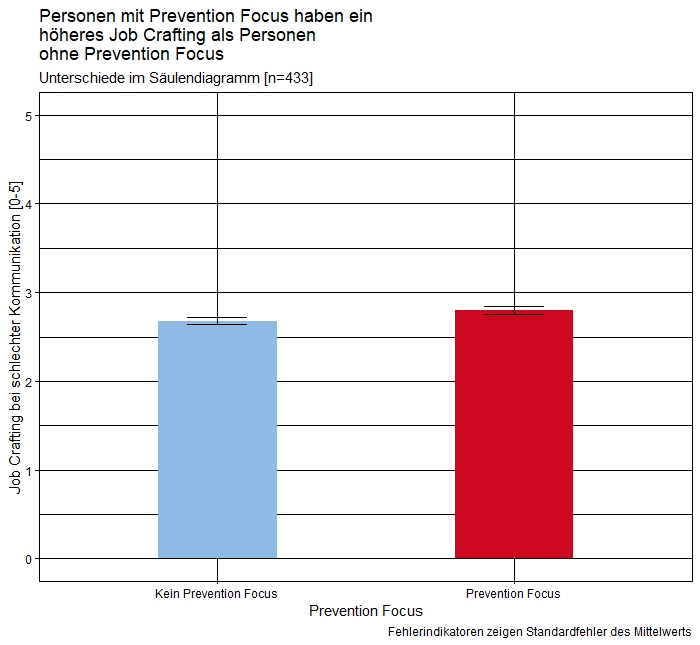 Personen mit Prevention Focus haben ein
höheres Job Crafting als Personen
ohne Prevention Focus
Unterschiede im Säulendiagramm [n=433]
Job Crafting bei schlechter Kommunikation [0-5]
5
4
3
2
1
0
Kein Prevention Focus
Prevention Focus
Prevention Focus
Fehlerindikatoren zeigen Standardfehler des Mittelwerts